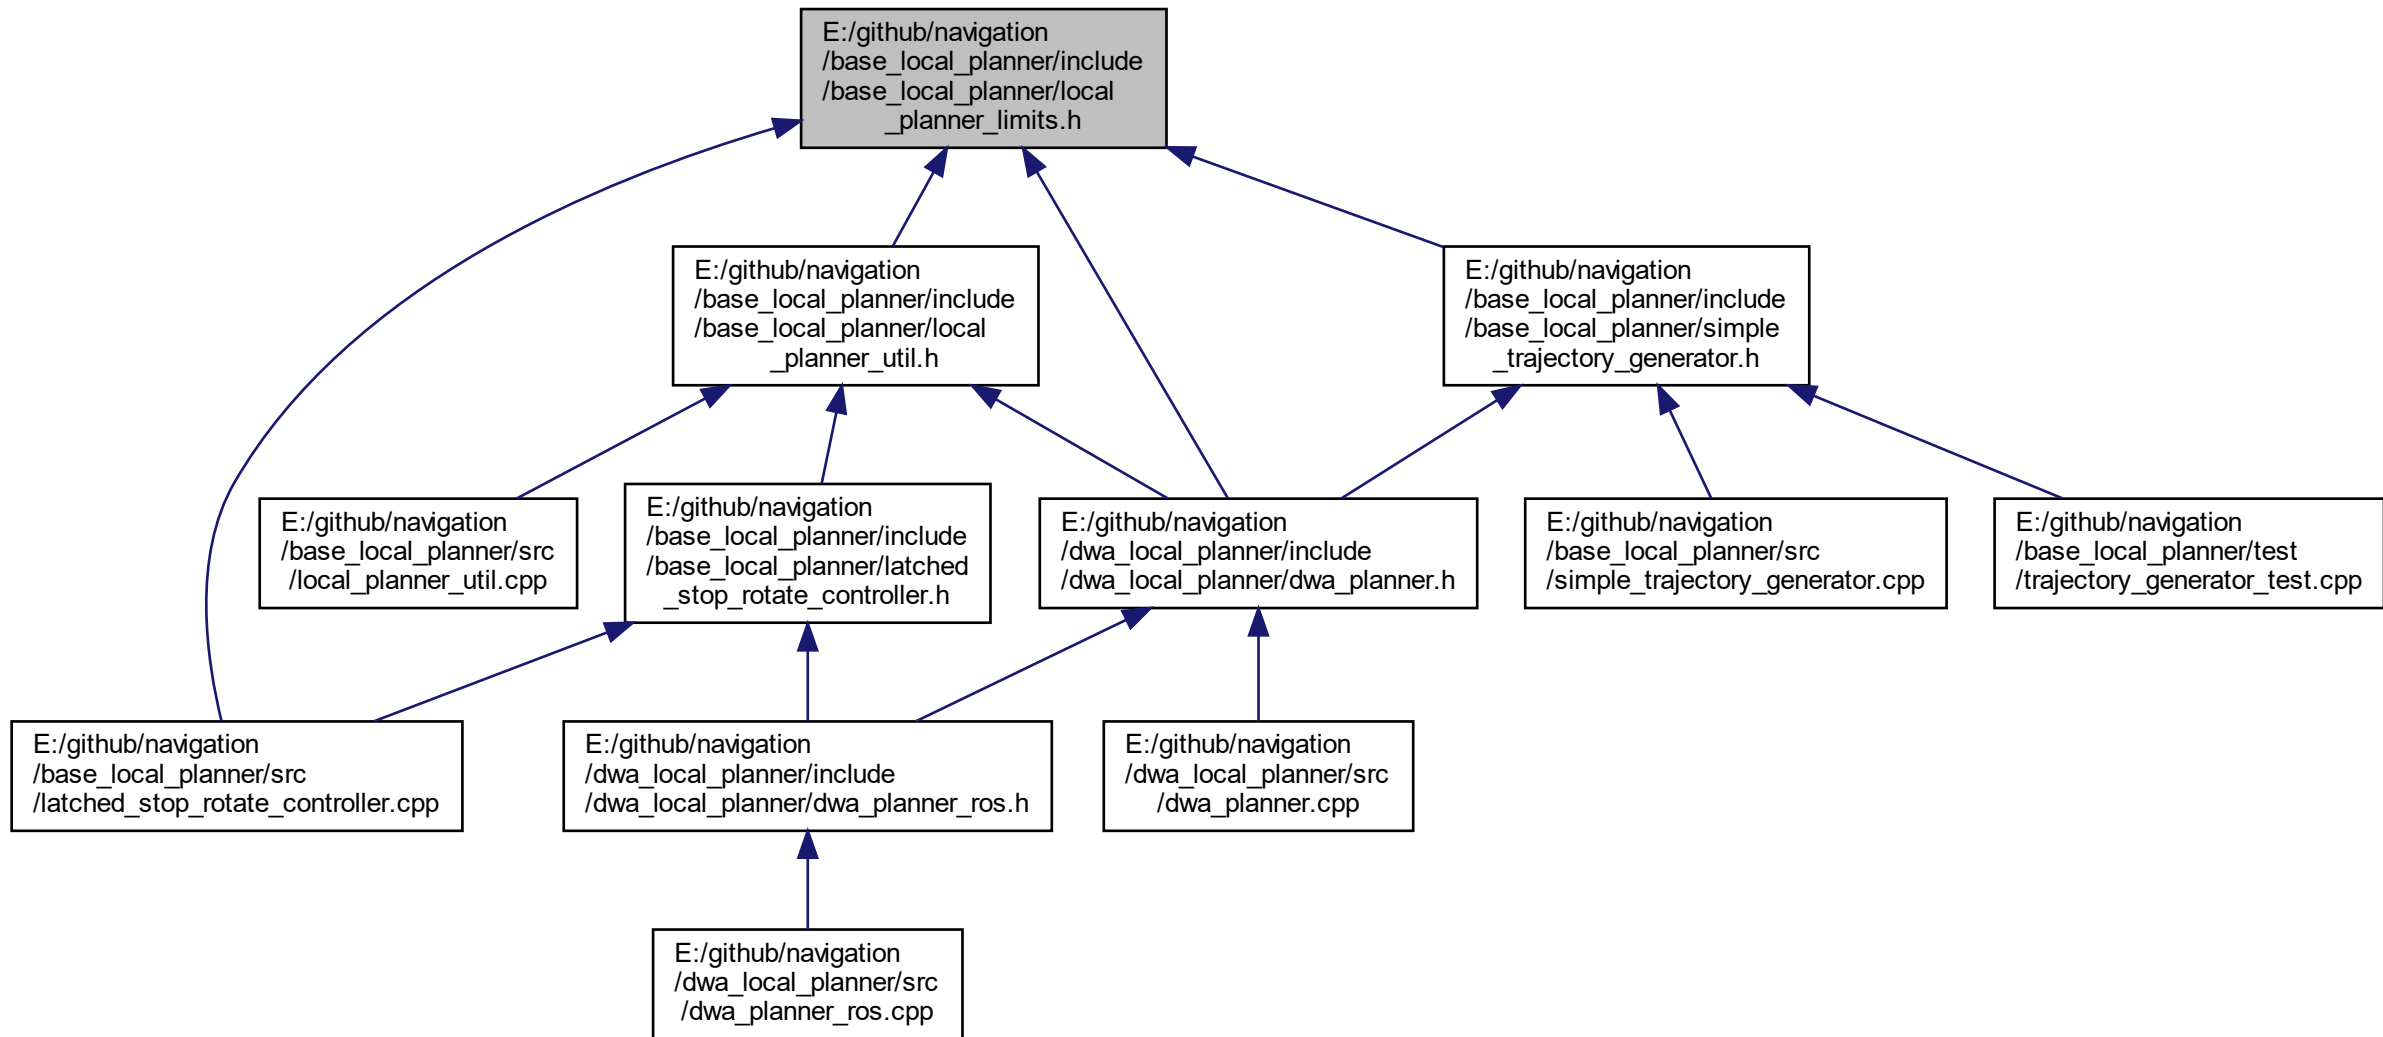 E:/github/navigation
/base_local_planner/include
/base_local_planner/local
_planner_limits.h
E:/github/navigation
/base_local_planner/include
/base_local_planner/local
_planner_util.h
E:/github/navigation
/base_local_planner/include
/base_local_planner/simple
_trajectory_generator.h
E:/github/navigation
/base_local_planner/src
/local_planner_util.cpp
E:/github/navigation
/base_local_planner/include
/base_local_planner/latched
_stop_rotate_controller.h
E:/github/navigation
/dwa_local_planner/include
/dwa_local_planner/dwa_planner.h
E:/github/navigation
/base_local_planner/src
/simple_trajectory_generator.cpp
E:/github/navigation
/base_local_planner/test
/trajectory_generator_test.cpp
E:/github/navigation
/base_local_planner/src
/latched_stop_rotate_controller.cpp
E:/github/navigation
/dwa_local_planner/include
/dwa_local_planner/dwa_planner_ros.h
E:/github/navigation
/dwa_local_planner/src
/dwa_planner.cpp
E:/github/navigation
/dwa_local_planner/src
/dwa_planner_ros.cpp